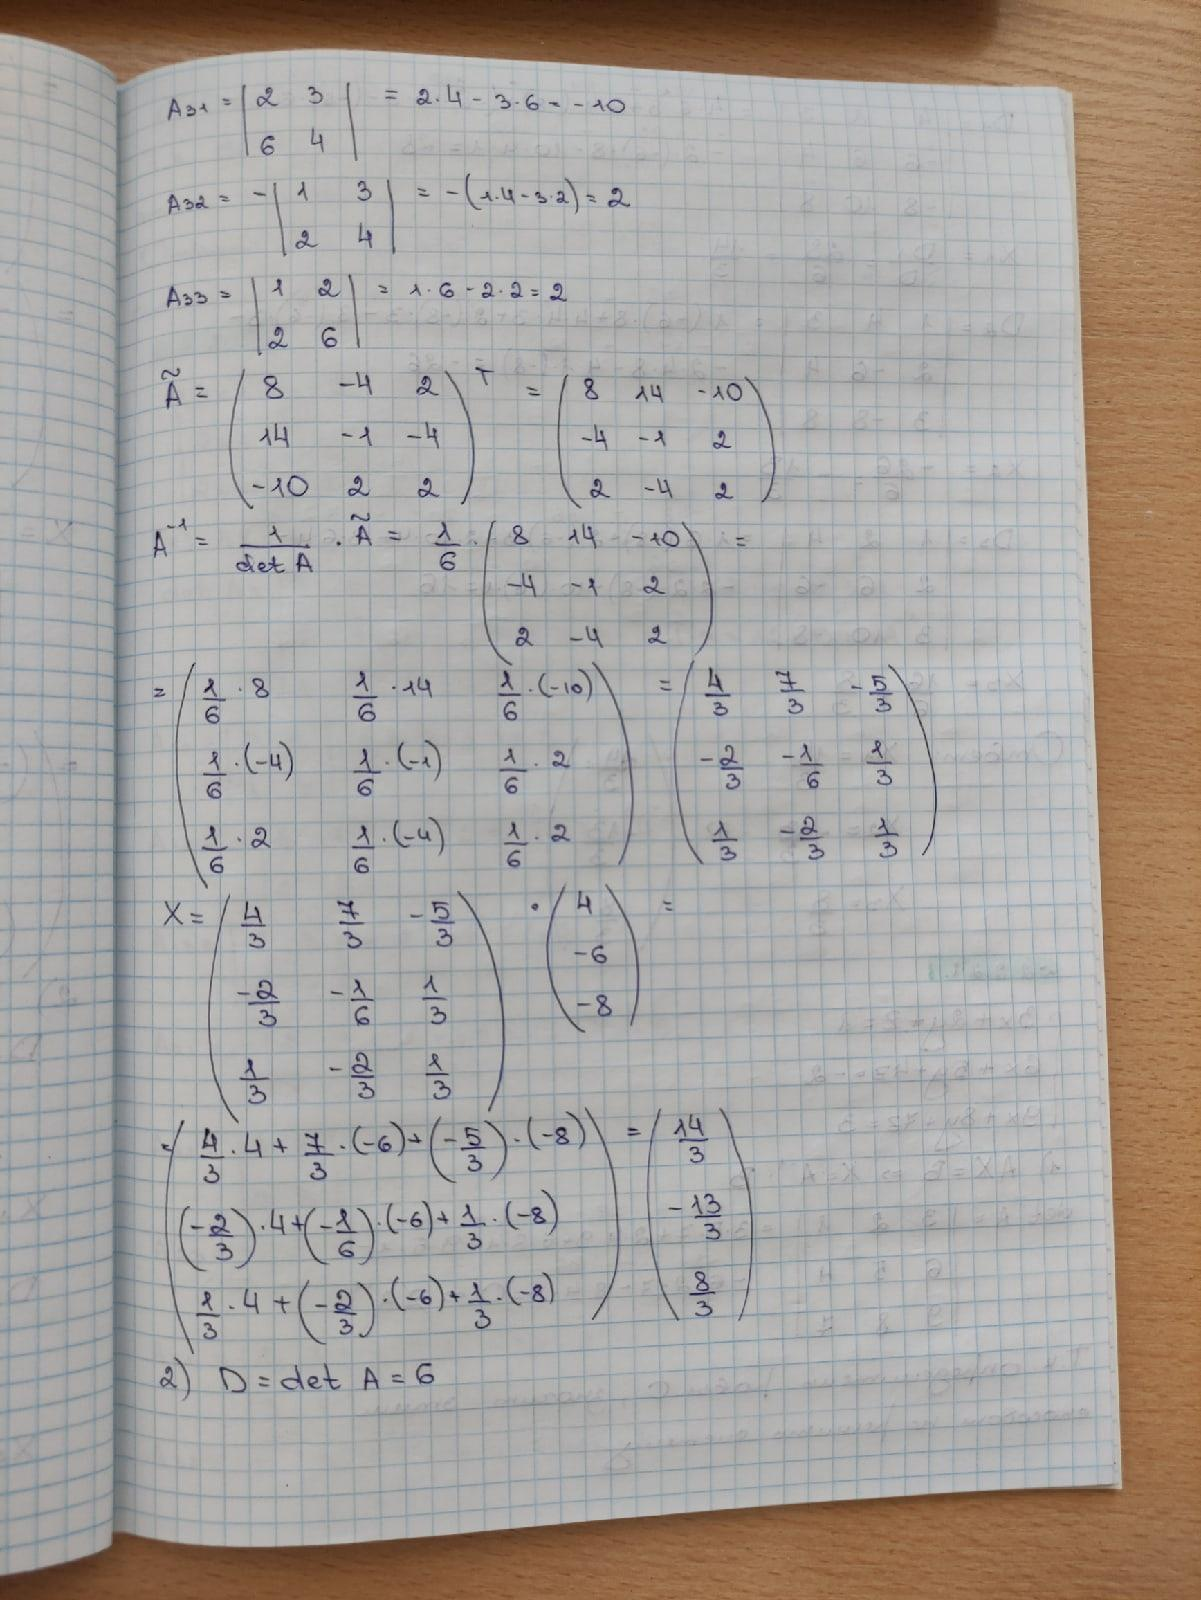 A31 = | 2 3 | = 2·4 - 3·6 = -10
6 4
A32 = - | 1 3 | = -(1·4-3·2) = 2
2 4
A33 = | 1 2 | = 1·6 - 2·2 = 2
2 6
Ã = ( 8 -4 2 )ᵀ = ( 8 14 -10 )
14 -1 -4 -4 -1 2
-10 2 2 2 -4 2
A⁻¹ = 1/det A · Ã = 1/6 · ( 8 14 -10 ) =
-4 -1 2
2 -4 2
= ( 1/6 · 8 1/6 · 14 1/6 · (-10) ) = ( 4/3 7/3 -5/3 )
1/6 · (-4) 1/6 · (-1) 1/6 · 2 -2/3 -1/6 1/3
1/6 · 2 1/6 · (-4) 1/6 · 2 1/3 -2/3 1/3
X = ( 4/3 7/3 -5/3 ) · ( 4 ) =
-2/3 -1/6 1/3 -6
1/3 -2/3 1/3 -8
= ( 4/3 · 4 + 7/3 · (-6) + (-5/3) · (-8) ) = ( 14/3 )
(-2/3) · 4 + (-1/6) · (-6) + 1/3 · (-8) -13/3
1/3 · 4 + (-2/3) · (-6) + 1/3 · (-8) 8/3
2) D = det A = 6